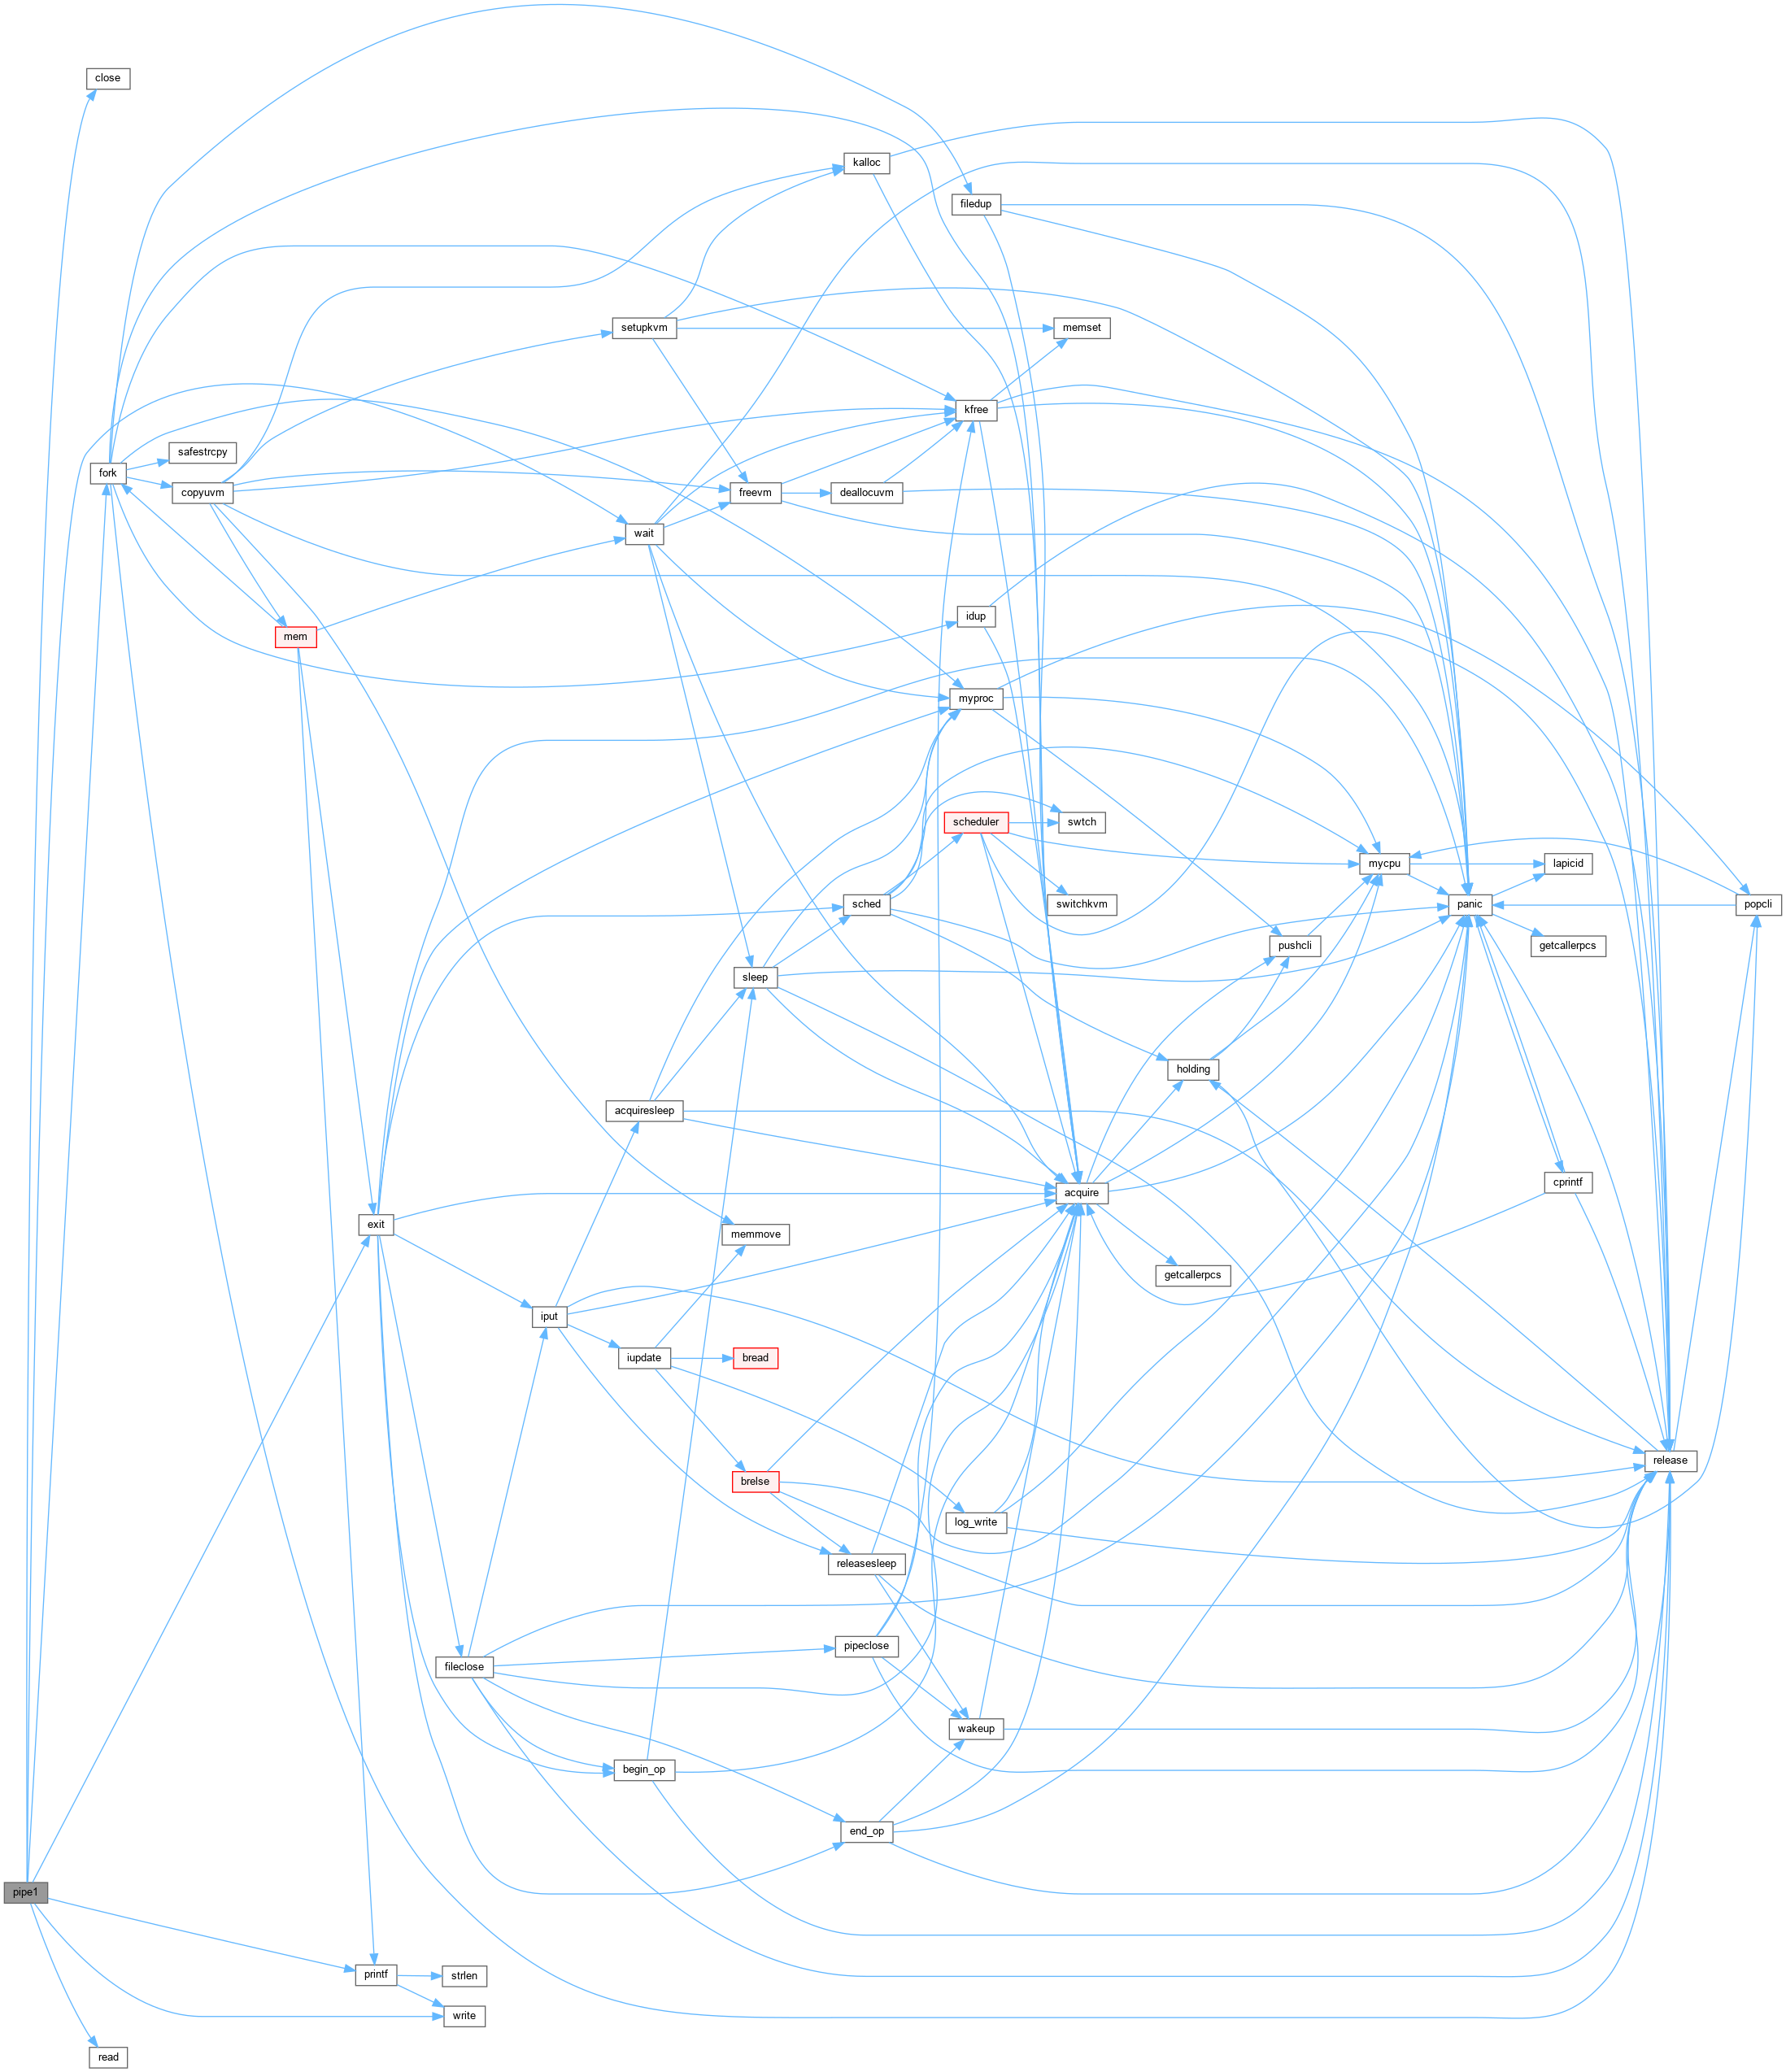 close
kalloc
filedup
setupkvm
memset
kfree
safestrcpy
fork
copyuvm
freevm
deallocuvm
wait
idup
mem
myproc
scheduler
swtch
mycpu
lapicid
sched
switchkvm
panic
popcli
pushcli
getcallerpcs
sleep
holding
acquiresleep
cprintf
acquire
exit
memmove
getcallerpcs
iput
iupdate
bread
release
brelse
log_write
releasesleep
pipeclose
fileclose
wakeup
begin_op
end_op
pipe1
printf
strlen
write
read